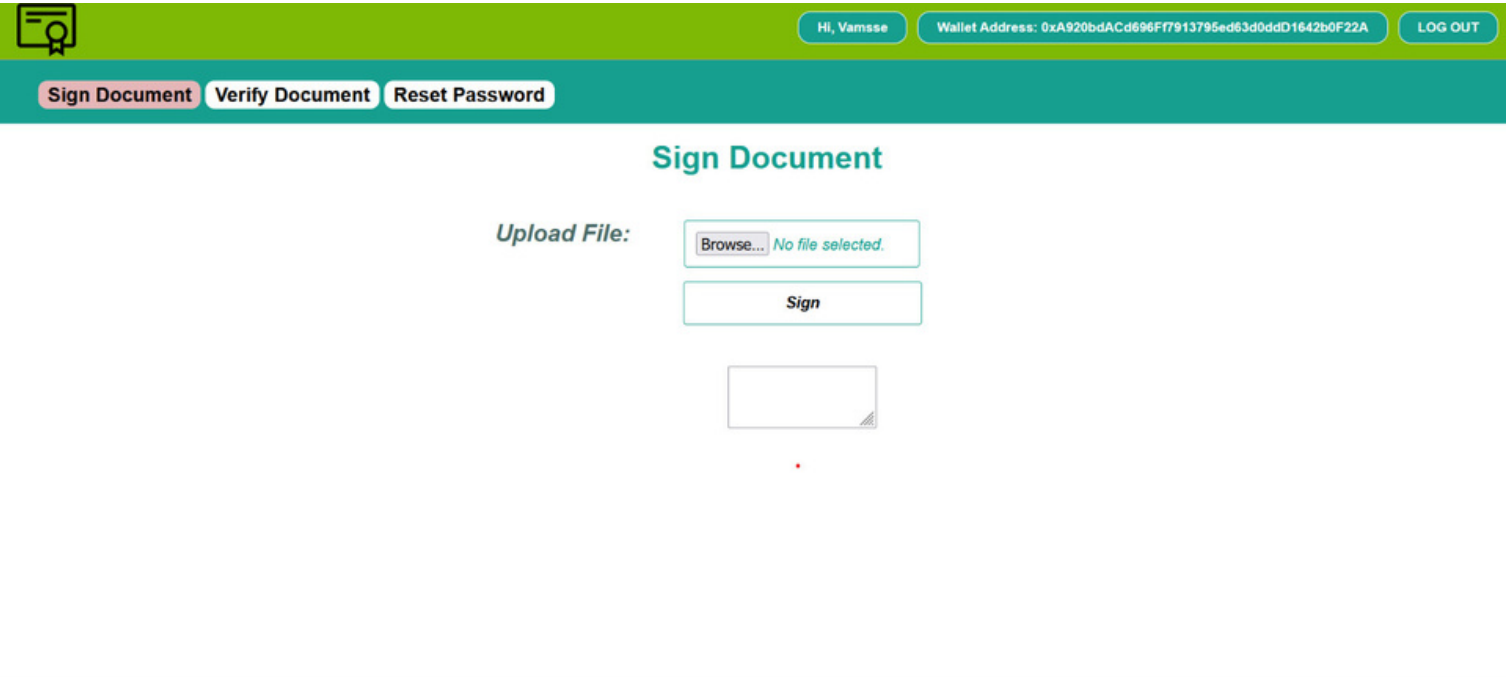 Hi, Vamsse
Wallet Address: 0xA920bdACd696Ff7913795ed63d0ddD1642b0F22A
LOG OUT
Sign Document
Verify Document
Reset Password
Sign Document
Upload File:
Browse... No file selected.
Sign